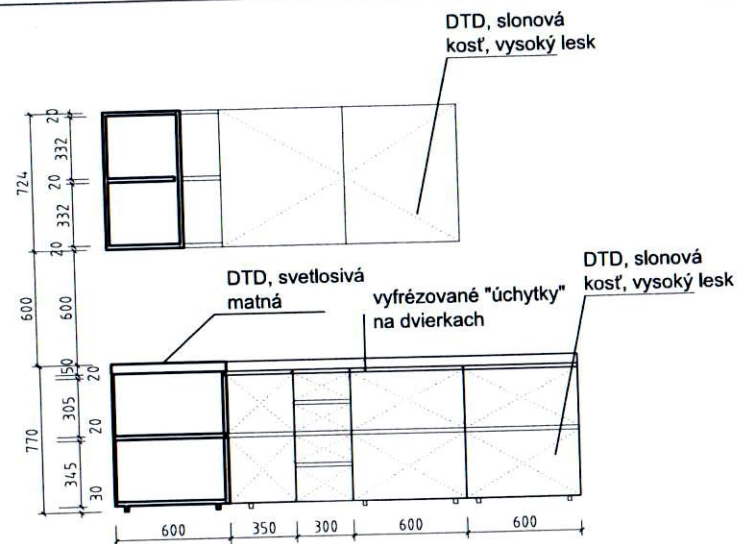 DTD, slonová
kosť, vysoký lesk
20
332
20
332
20
724
600
600
DTD, svetlosivá
matná
vyfrézované "úchytky"
na dvierkach
DTD, slonová
kosť, vysoký lesk
50
20
305
20
345
30
770
600
350
300
600
600